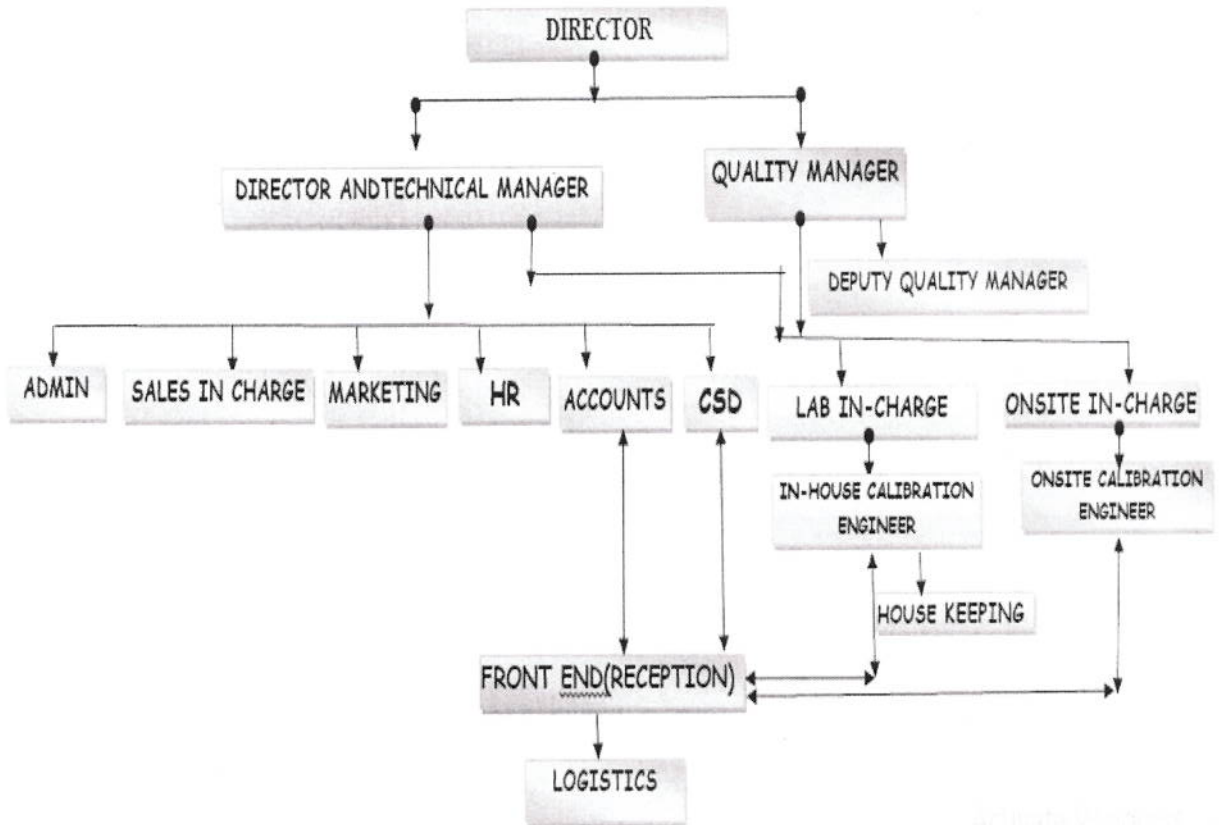 DIRECTOR
DIRECTOR ANDTECHNICAL MANAGER
QUALITY MANAGER
DEPUTY QUALITY MANAGER
ADMIN
SALES IN CHARGE
MARKETING
HR
ACCOUNTS
CSD
LAB IN-CHARGE
ONSITE IN-CHARGE
IN-HOUSE CALIBRATION
ENGINEER
ONSITE CALIBRATION
ENGINEER
HOUSE KEEPING
FRONT END(RECEPTION)
LOGISTICS